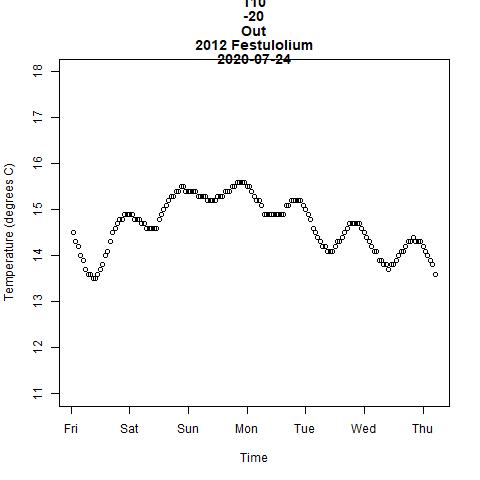 110
-20
Out
2012 Festulolium
2020-07-24
Temperature (degrees C)
18
17
16
15
14
13
12
11
Fri Sat Sun Mon Tue Wed Thu
Time